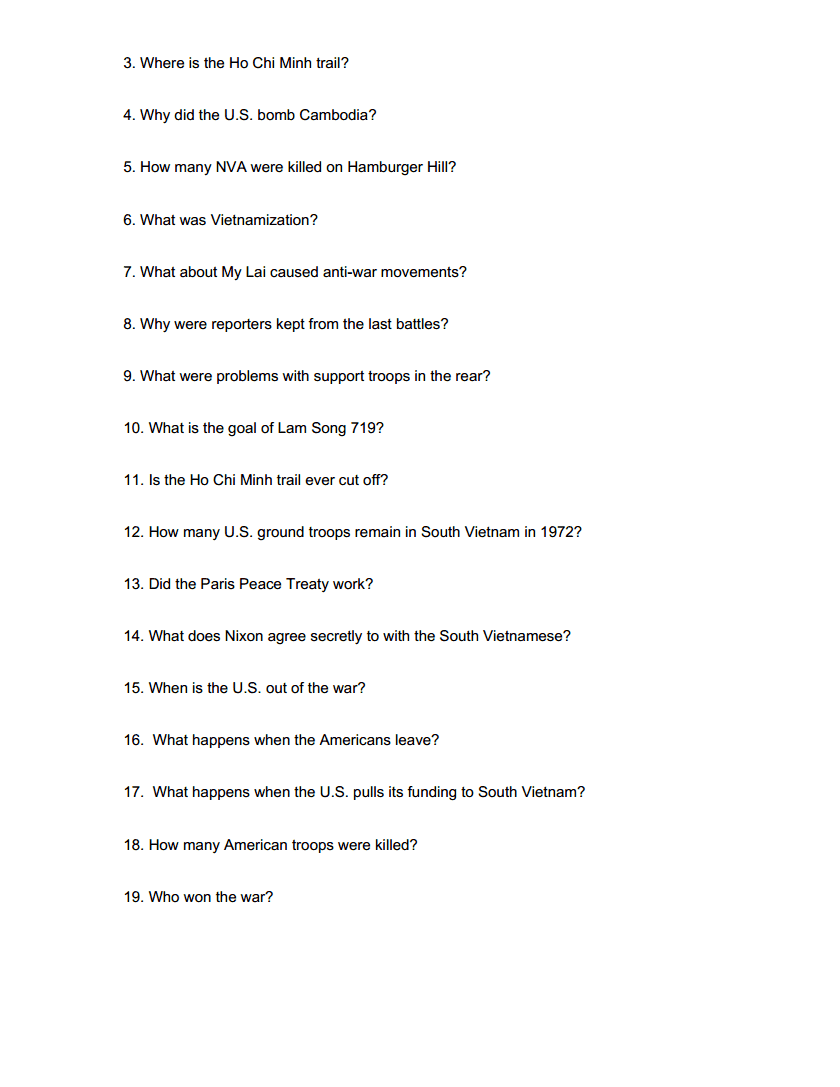 3. Where is the Ho Chi Minh trail?
4. Why did the U.S. bomb Cambodia?
5. How many NVA were killed on Hamburger Hill?
6. What was Vietnamization?
7. What about My Lai caused anti-war movements?
8. Why were reporters kept from the last battles?
9. What were problems with support troops in the rear?
10. What is the goal of Lam Song 719?
11. Is the Ho Chi Minh trail ever cut off?
12. How many U.S. ground troops remain in South Vietnam in 1972?
13. Did the Paris Peace Treaty work?
14. What does Nixon agree secretly to with the South Vietnamese?
15. When is the U.S. out of the war?
16.  What happens when the Americans leave?
17.  What happens when the U.S. pulls its funding to South Vietnam?
18. How many American troops were killed?
19. Who won the war?